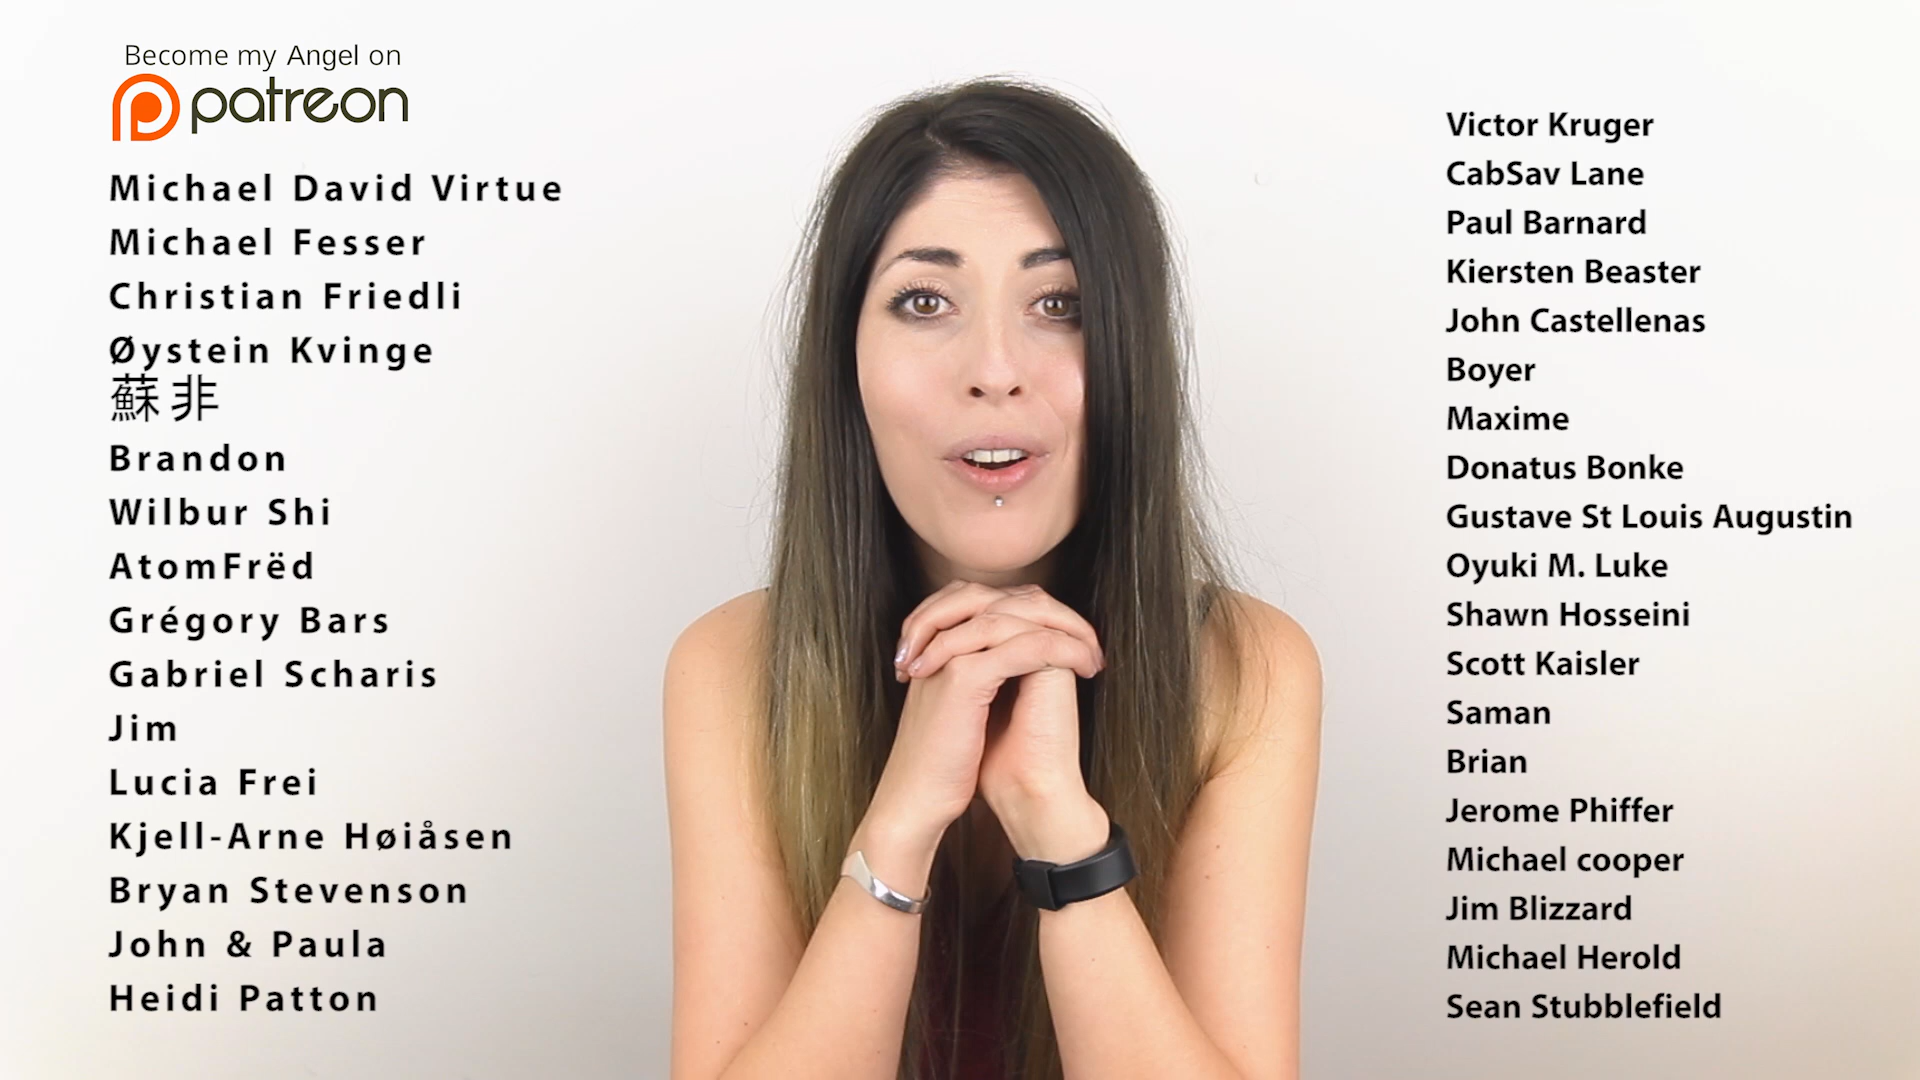 Become my Angel on
patreon
Michael David Virtue
Michael Fesser
Christian Friedli
Øystein Kvinge
蘇非
Brandon
Wilbur Shi
AtomFrëd
Grégory Bars
Gabriel Scharis
Jim
Lucia Frei
Kjell-Arne Høiåsen
Bryan Stevenson
John & Paula
Heidi Patton
Victor Kruger
CabSav Lane
Paul Barnard
Kiersten Beaster
John Castellenas
Boyer
Maxime
Donatus Bonke
Gustave St Louis Augustin
Oyuki M. Luke
Shawn Hosseini
Scott Kaisler
Saman
Brian
Jerome Phiffer
Michael cooper
Jim Blizzard
Michael Herold
Sean Stubblefield